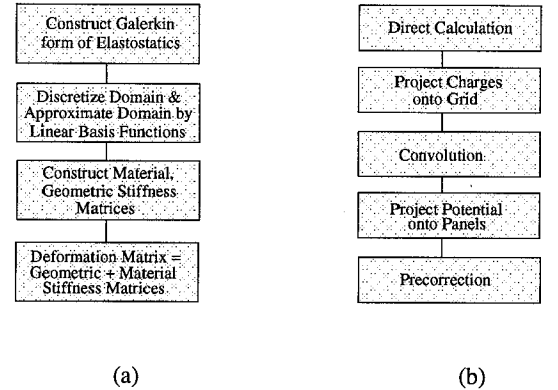 Construct Galerkin
form of Elastostatics
Discretize Domain &
Approximate Domain by
Linear Basis Functions
Construct Material,
Geometric Stiffness
Matrices
Deformation Matrix =
Geometric + Material
Stiffness Matrices
(a)
Direct Calculation
Project Charges
onto Grid
Convolution
Project Potential
onto Panels
Precorrection
(b)